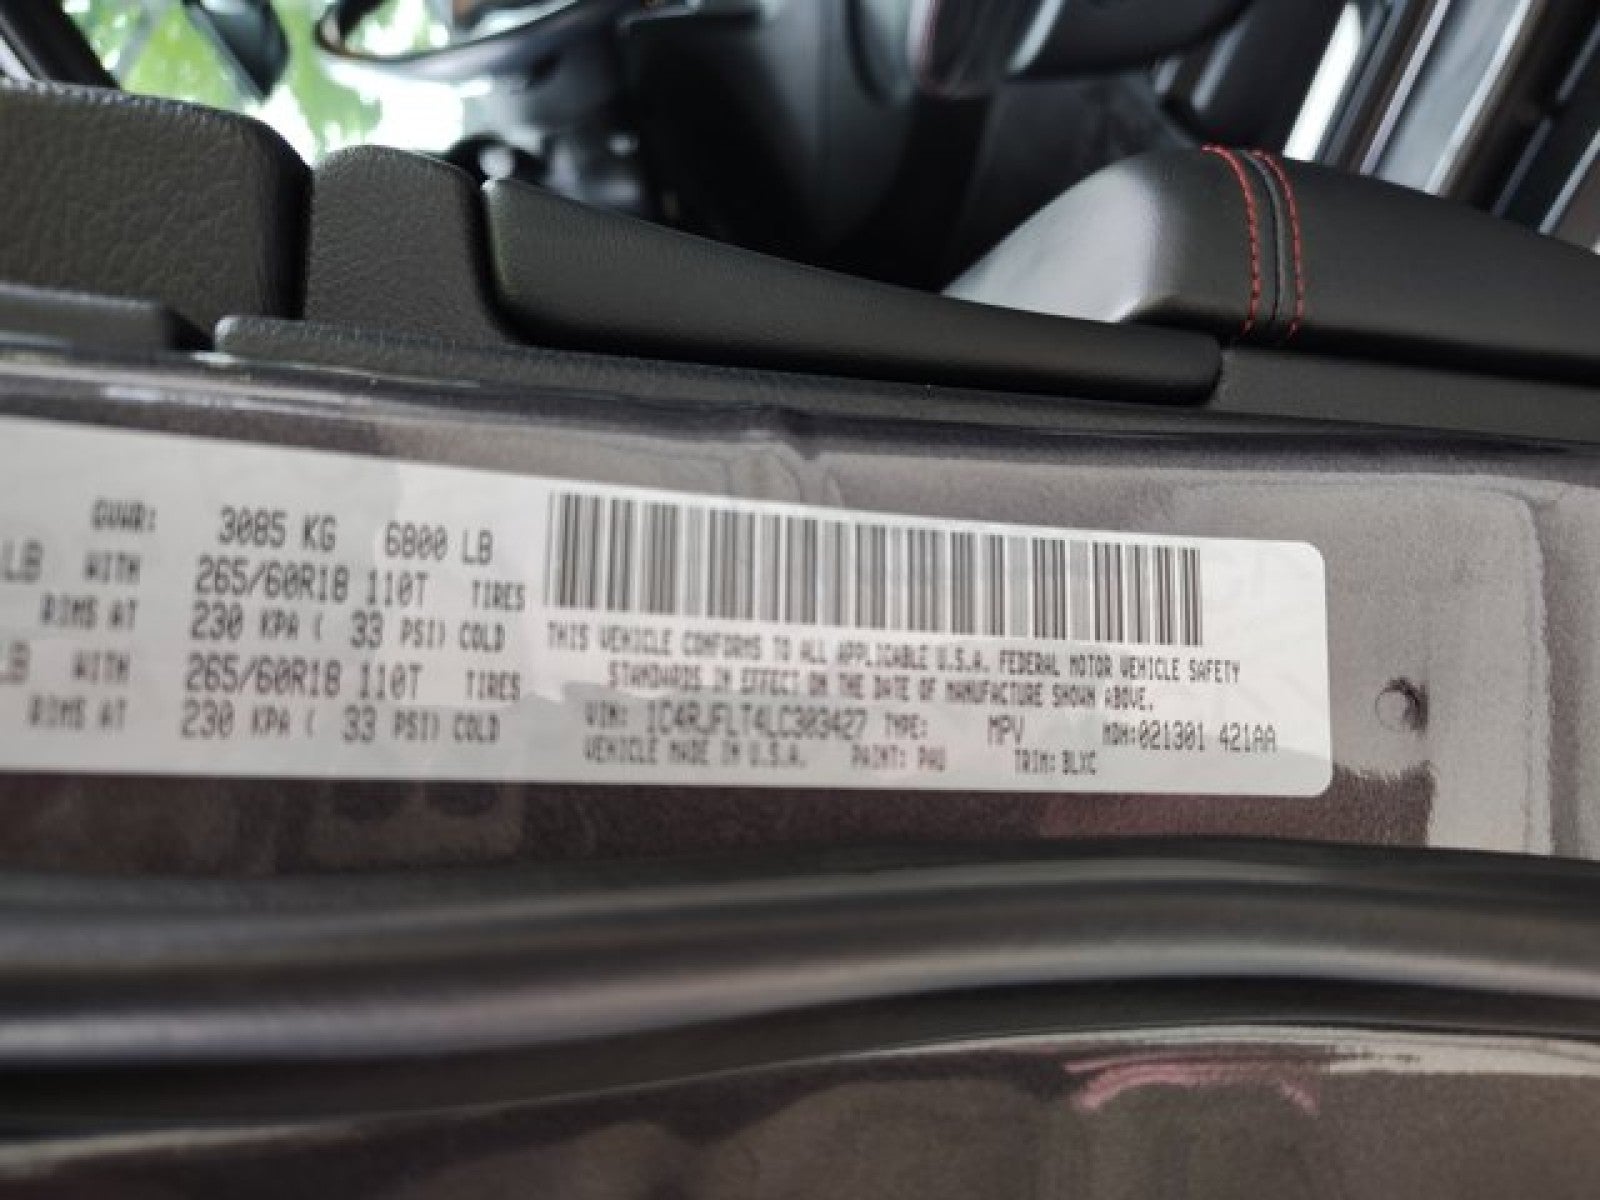 GVWR: 3085 KG 6800 LB
LB WITH 265/60R18 110T TIRES
RIMS AT 230 KPA ( 33 PSI) COLD
LB WITH 265/60R18 110T TIRES
RIMS AT 230 KPA ( 33 PSI) COLD
THIS VEHICLE CONFORMS TO ALL APPLICABLE U.S.A. FEDERAL MOTOR VEHICLE SAFETY
STANDARDS IN EFFECT ON THE DATE OF MANUFACTURE SHOWN ABOVE.
VIN: 1C4RJFLT4LC303427 TYPE: MPV MDH:021301 421AA
VEHICLE MADE IN U.S.A. PAINT: PAU TRIM: BLXC